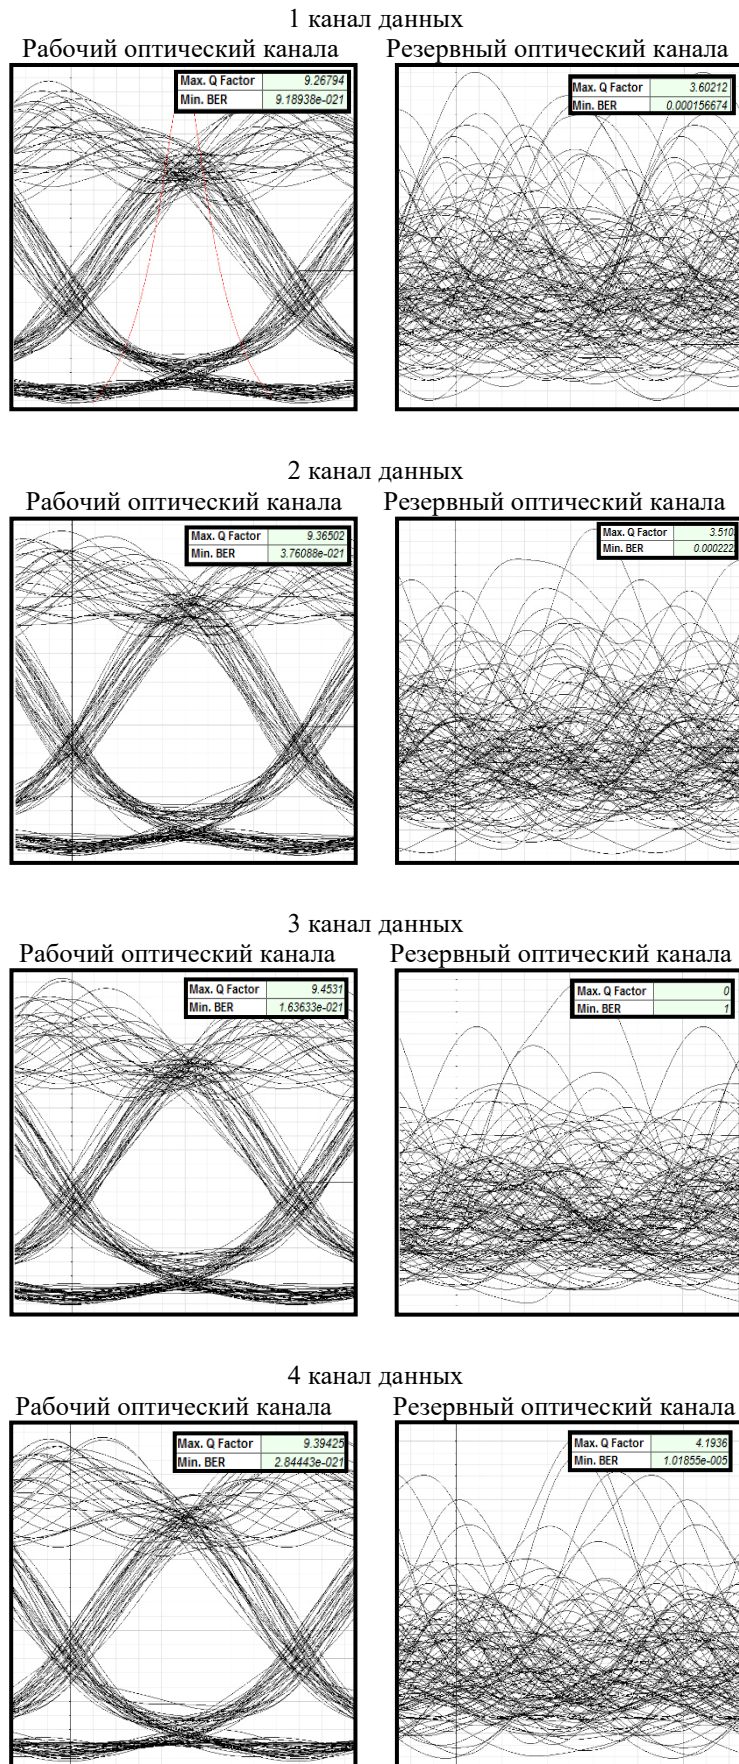 1 канал данных
Рабочий оптический канала Резервный оптический канала
Max. Q Factor 9.26794
Min. BER 9.18938e-021
Max. Q Factor 3.60212
Min. BER 0.000156674
2 канал данных
Рабочий оптический канала Резервный оптический канала
Max. Q Factor 9.36502
Min. BER 3.76088e-021
Max. Q Factor 3.510
Min. BER 0.000222
3 канал данных
Рабочий оптический канала Резервный оптический канала
Max. Q Factor 9.4531
Min. BER 1.63633e-021
Max. Q Factor 0
Min. BER 1
4 канал данных
Рабочий оптический канала Резервный оптический канала
Max. Q Factor 9.39425
Min. BER 2.84443e-021
Max. Q Factor 4.1936
Min. BER 1.01855e-005